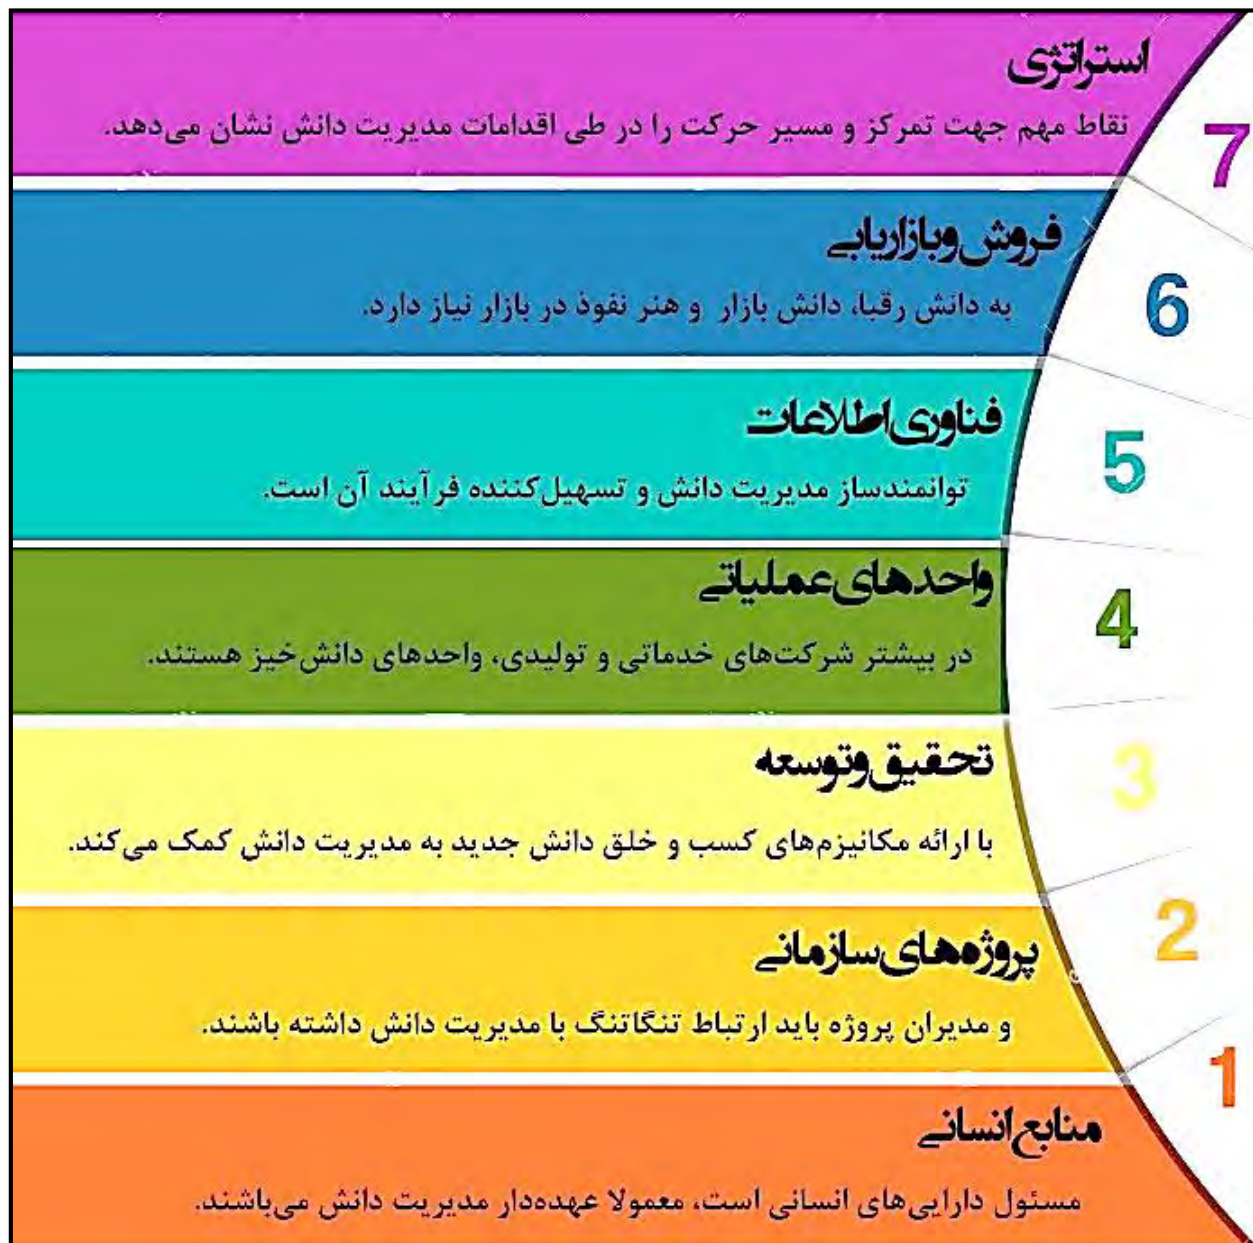 استراتژی
نقاط مهم جهت تمرکز و مسیر حرکت را در طی اقدامات مدیریت دانش نشان می‌دهد.
7
فروش و بازاریابی
به دانش رقبا، دانش بازار و هنر نفوذ در بازار نیاز دارد.
6
فناوری اطلاعات
توانمندساز مدیریت دانش و تسهیل‌کننده فرآیند آن است.
5
واحدهای عملیاتی
در بیشتر شرکت‌های خدماتی و تولیدی، واحدهای دانش‌خیز هستند.
4
تحقیق و توسعه
با ارائه مکانیزم‌های کسب و خلق دانش جدید به مدیریت دانش کمک می‌کند.
3
پروژه‌های سازمانی
و مدیران پروژه باید ارتباط تنگاتنگ با مدیریت دانش داشته باشند.
2
منابع انسانی
مسئول دارایی‌های انسانی است، معمولا عهده‌دار مدیریت دانش می‌باشند.
1